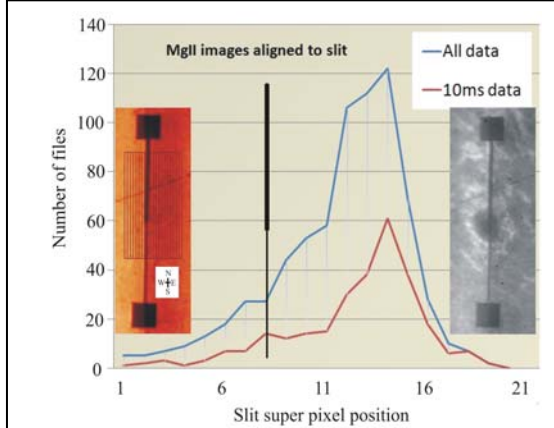 MgII images aligned to slit
All data
10ms data
140
120
100
80
60
40
20
0
Number of files
N
W E
S
1
6
11
16
21
Slit super pixel position